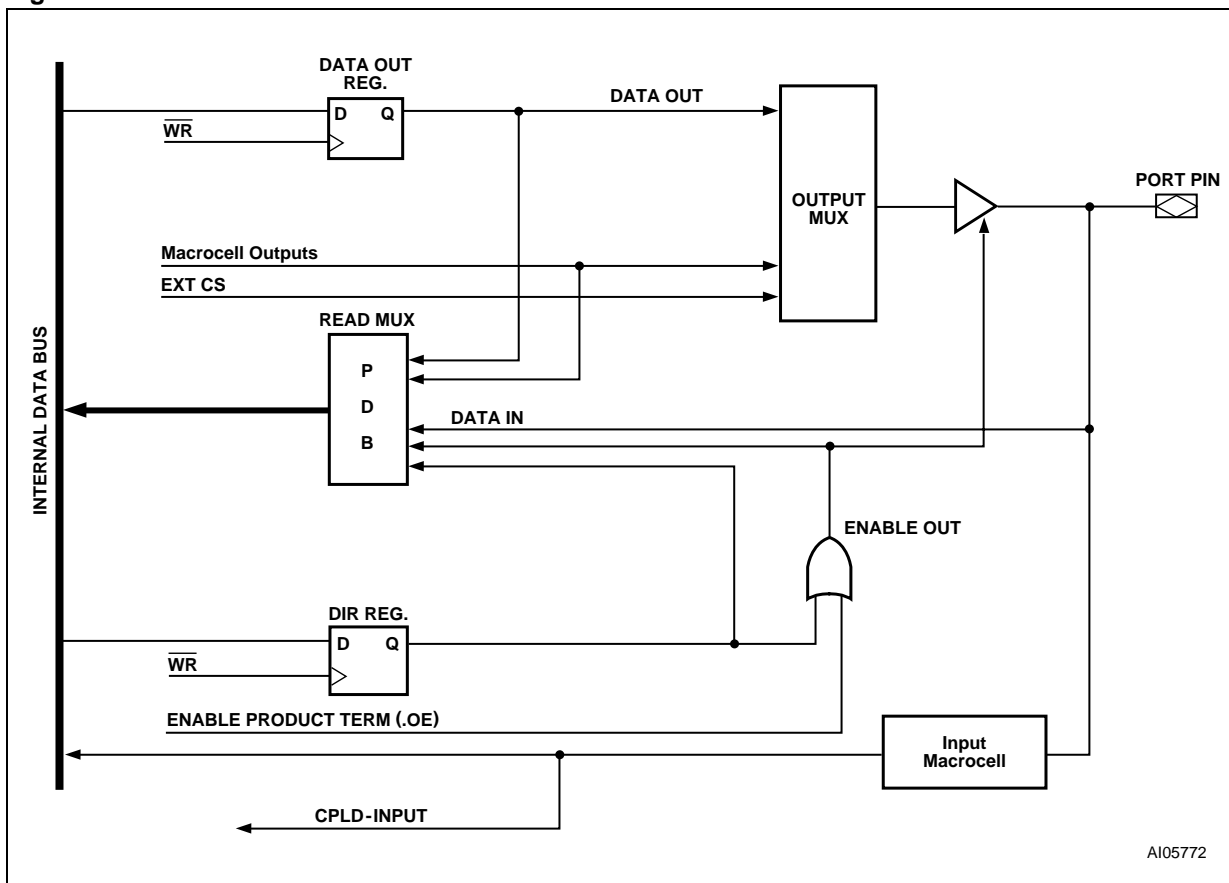 DATA OUT
REG.
D Q
WR
DATA OUT
OUTPUT
MUX
PORT PIN
Macrocell Outputs
EXT CS
READ MUX
P
D
B
DATA IN
INTERNAL DATA BUS
ENABLE OUT
DIR REG.
D Q
WR
ENABLE PRODUCT TERM (.OE)
Input
Macrocell
CPLD-INPUT
AI05772